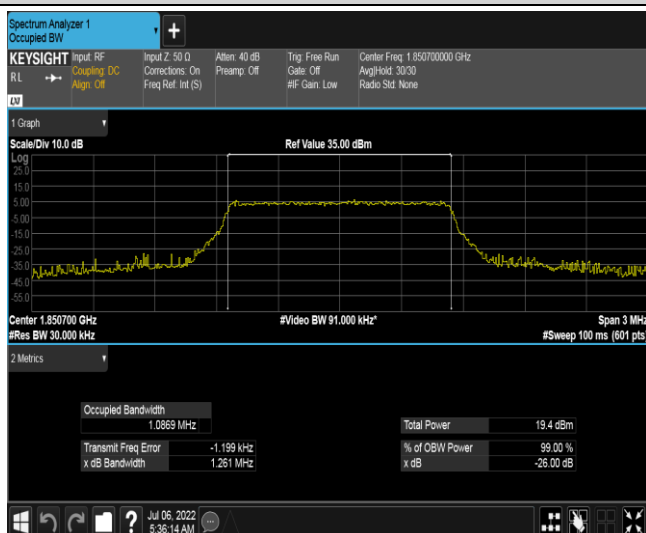 Spectrum Analyzer 1
Occupied BW
+
KEYSIGHT
RL
LXI
Input: RF
Coupling: DC
Align: Off
Input Z: 50 Ω
Corrections: On
Freq Ref: Int (S)
Atten: 40 dB
Preamp: Off
Trig: Free Run
Gate: Off
#IF Gain: Low
Center Freq: 1.850700000 GHz
Avg|Hold: 30/30
Radio Std: None
1 Graph
Scale/Div 10.0 dB
Ref Value 35.00 dBm
Log
25.0
15.0
5.00
-5.00
-15.0
-25.0
-35.0
-45.0
-55.0
Center 1.850700 GHz
#Video BW 91.000 kHz*
Span 3 MHz
#Res BW 30.000 kHz
#Sweep 100 ms (601 pts)
2 Metrics
Occupied Bandwidth
1.0869 MHz
Total Power 19.4 dBm
Transmit Freq Error -1.199 kHz
% of OBW Power 99.00 %
x dB Bandwidth 1.261 MHz
x dB -26.00 dB
?
Jul 06, 2022
5:36:14 AM